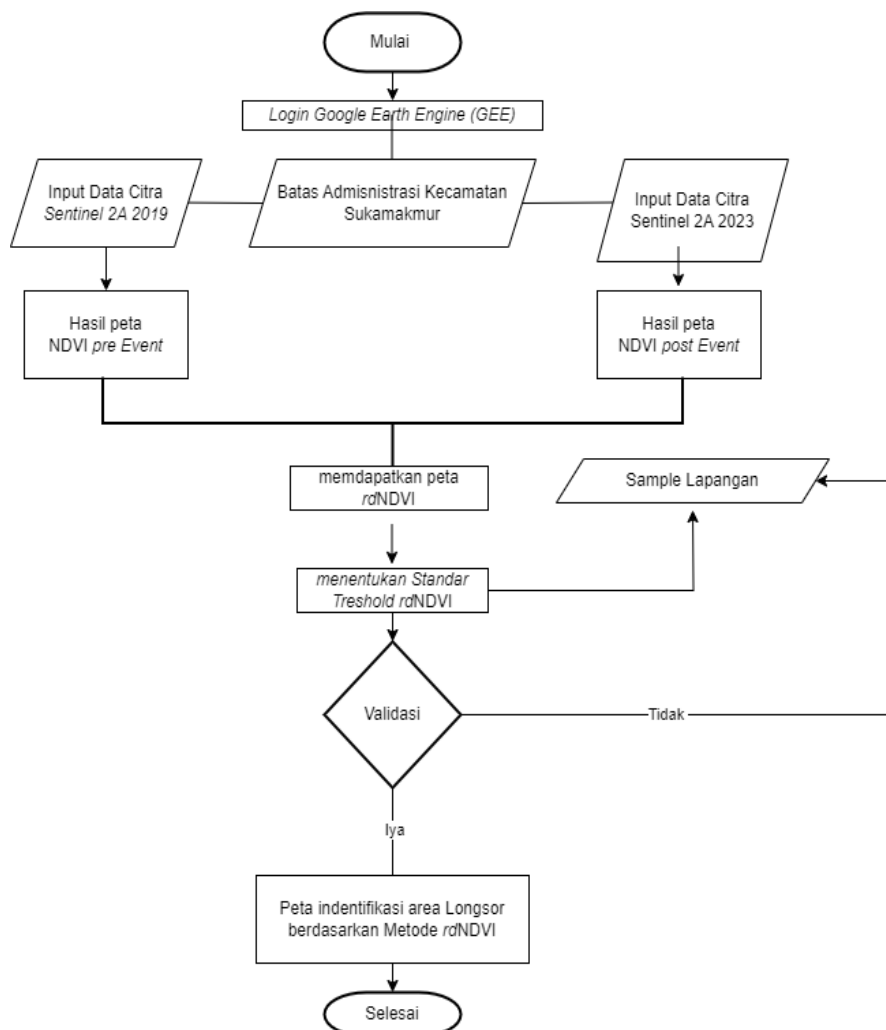 Mulai
Login Google Earth Engine (GEE)
Input Data Citra
Sentinel 2A 2019
Batas Admisnistrasi Kecamatan
Sukamakmur
Input Data Citra
Sentinel 2A 2023
Hasil peta
NDVI pre Event
Hasil peta
NDVI post Event
memdapatkan peta
rdNDVI
Sample Lapangan
menentukan Standar
Treshold rdNDVI
Validasi
Tidak
Iya
Peta indentifikasi area Longsor
berdasarkan Metode rdNDVI
Selesai